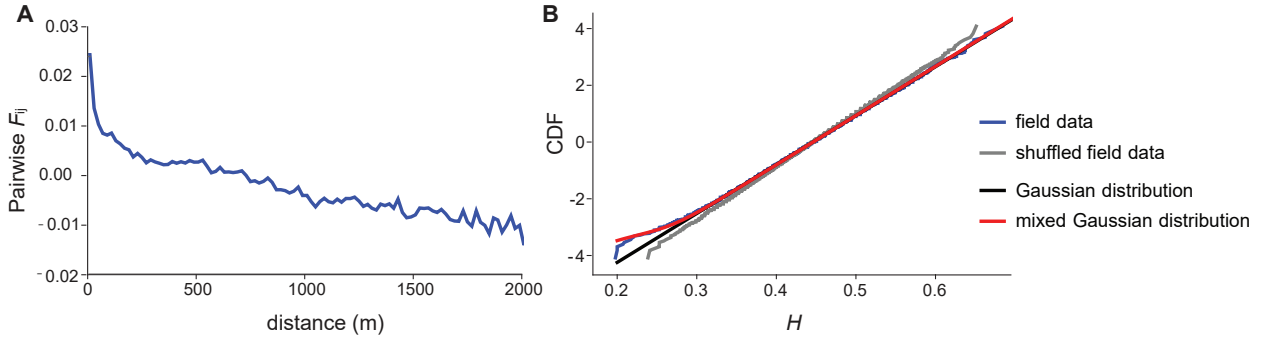 A
0.03
0.02
0.01
0.00
-0.01
-0.02
Pairwise Fij
0
500
1000
1500
2000
distance (m)
B
4
2
0
-2
-4
CDF
0.2
0.3
0.4
0.5
0.6
H
field data
shuffled field data
Gaussian distribution
mixed Gaussian distribution